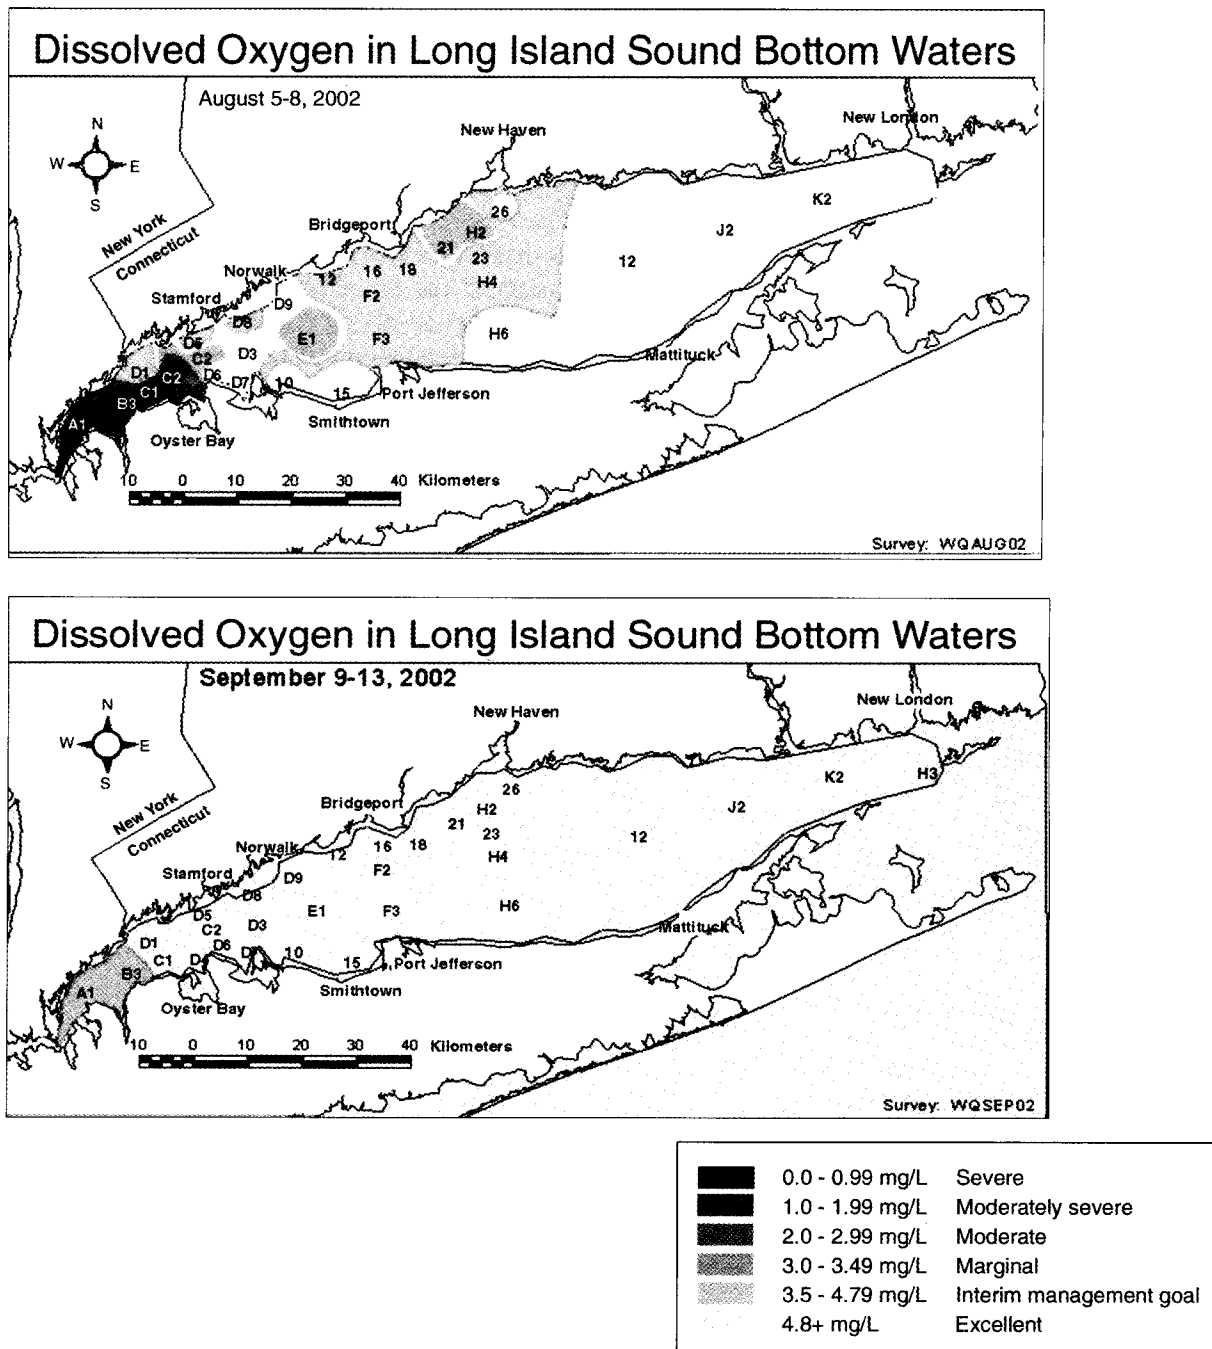 Dissolved Oxygen in Long Island Sound Bottom Waters
August 5-8, 2002
N
W E
S
New York
Connecticut
New London
New Haven
K2
26
J2
Bridgeport
H2
21
23
12
Norwalk
12
16
18
H4
Stamford
D9
F2
D8
H6
D5
E1
F3
C2
D3
Mattituck
D1
C2
D6
D7
10
C1
15
Port Jefferson
B3
Smithtown
A1
Oyster Bay
10 0 10 20 30 40 Kilometers
Survey: WQAUG02
Dissolved Oxygen in Long Island Sound Bottom Waters
September 9-13, 2002
N
W E
S
New York
Connecticut
New London
New Haven
K2
H3
26
Bridgeport
H2
J2
21
23
12
Norwalk
12
16
18
H4
Stamford
D9
F2
D8
H6
D5
E1
F3
C2
D3
Mattituck
D1
D6
10
C1
15
Port Jefferson
B3
Smithtown
A1
Oyster Bay
10 0 10 20 30 40 Kilometers
Survey: WQSEP02
0.0 - 0.99 mg/L Severe
1.0 - 1.99 mg/L Moderately severe
2.0 - 2.99 mg/L Moderate
3.0 - 3.49 mg/L Marginal
3.5 - 4.79 mg/L Interim management goal
4.8+ mg/L Excellent